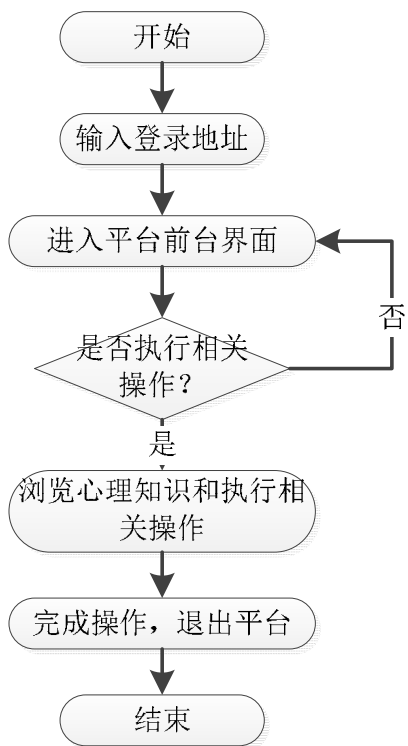 开始
输入登录地址
进入平台前台界面
否
是否执行相关
操作？
是
浏览心理知识和执行相
关操作
完成操作，退出平台
结束